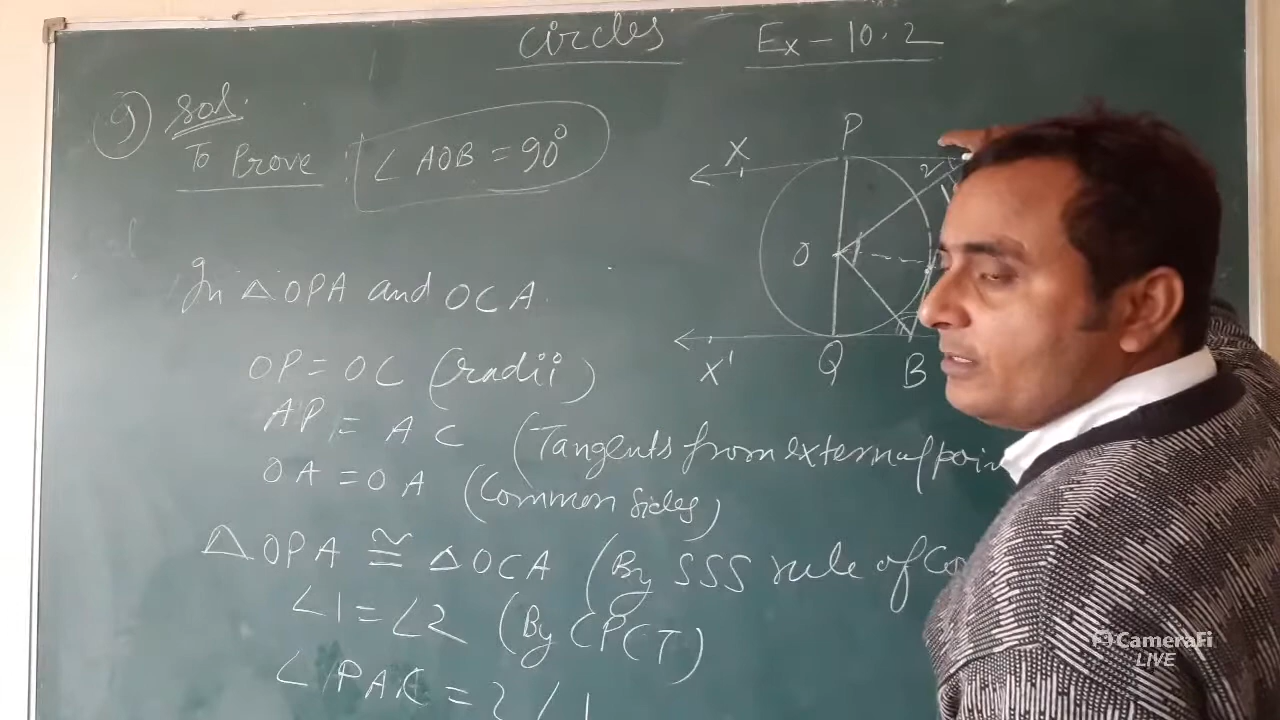 Circles Ex-10.2
9) Sol.
To Prove : ∠AOB = 90°
In △OPA and OCA.
OP = OC (radii)
AP = AC (Tangents from external poin
OA = OA (Common sides)
△OPA ≅ △OCA (By SSS rule of Co
∠1 = ∠2 (By CPCT)
∠PAC = 2∠1
P
X
2
1
O
X' Q B
CameraFi
LIVE